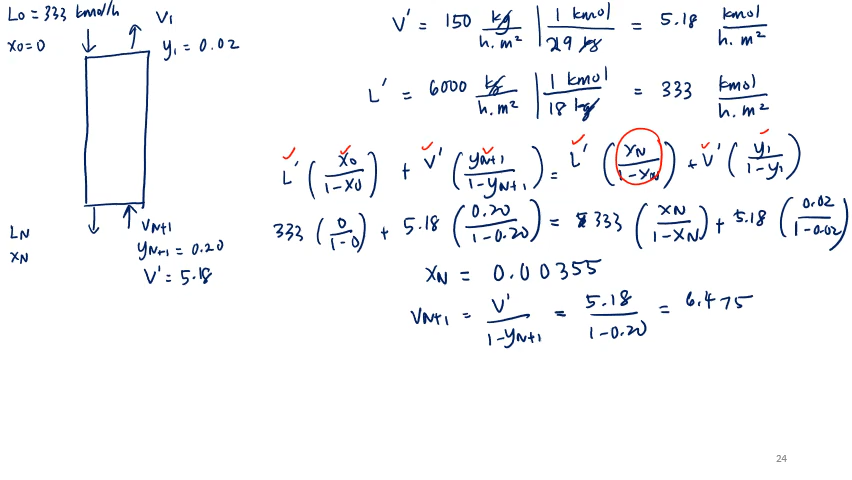 L0 = 333 kmol/h
x0 = 0
V1
y1 = 0.02
LN
xN
VN+1
yN+1 = 0.20
V' = 5.18
V' = 150 kg/h.m² | 1 kmol/29 kg = 5.18 kmol/h.m²
L' = 6000 kg/h.m² | 1 kmol/18 kg = 333 kmol/h.m²
L' (x0/1-x0) + V' (yN+1/1-yN+1) = L' (xN/1-xN) + V' (y1/1-y1)
333 (0/1-0) + 5.18 (0.20/1-0.20) = 333 (xN/1-xN) + 5.18 (0.02/1-0.02)
xN = 0.00355
VN+1 = V'/1-yN+1 = 5.18/1-0.20 = 6.475
24